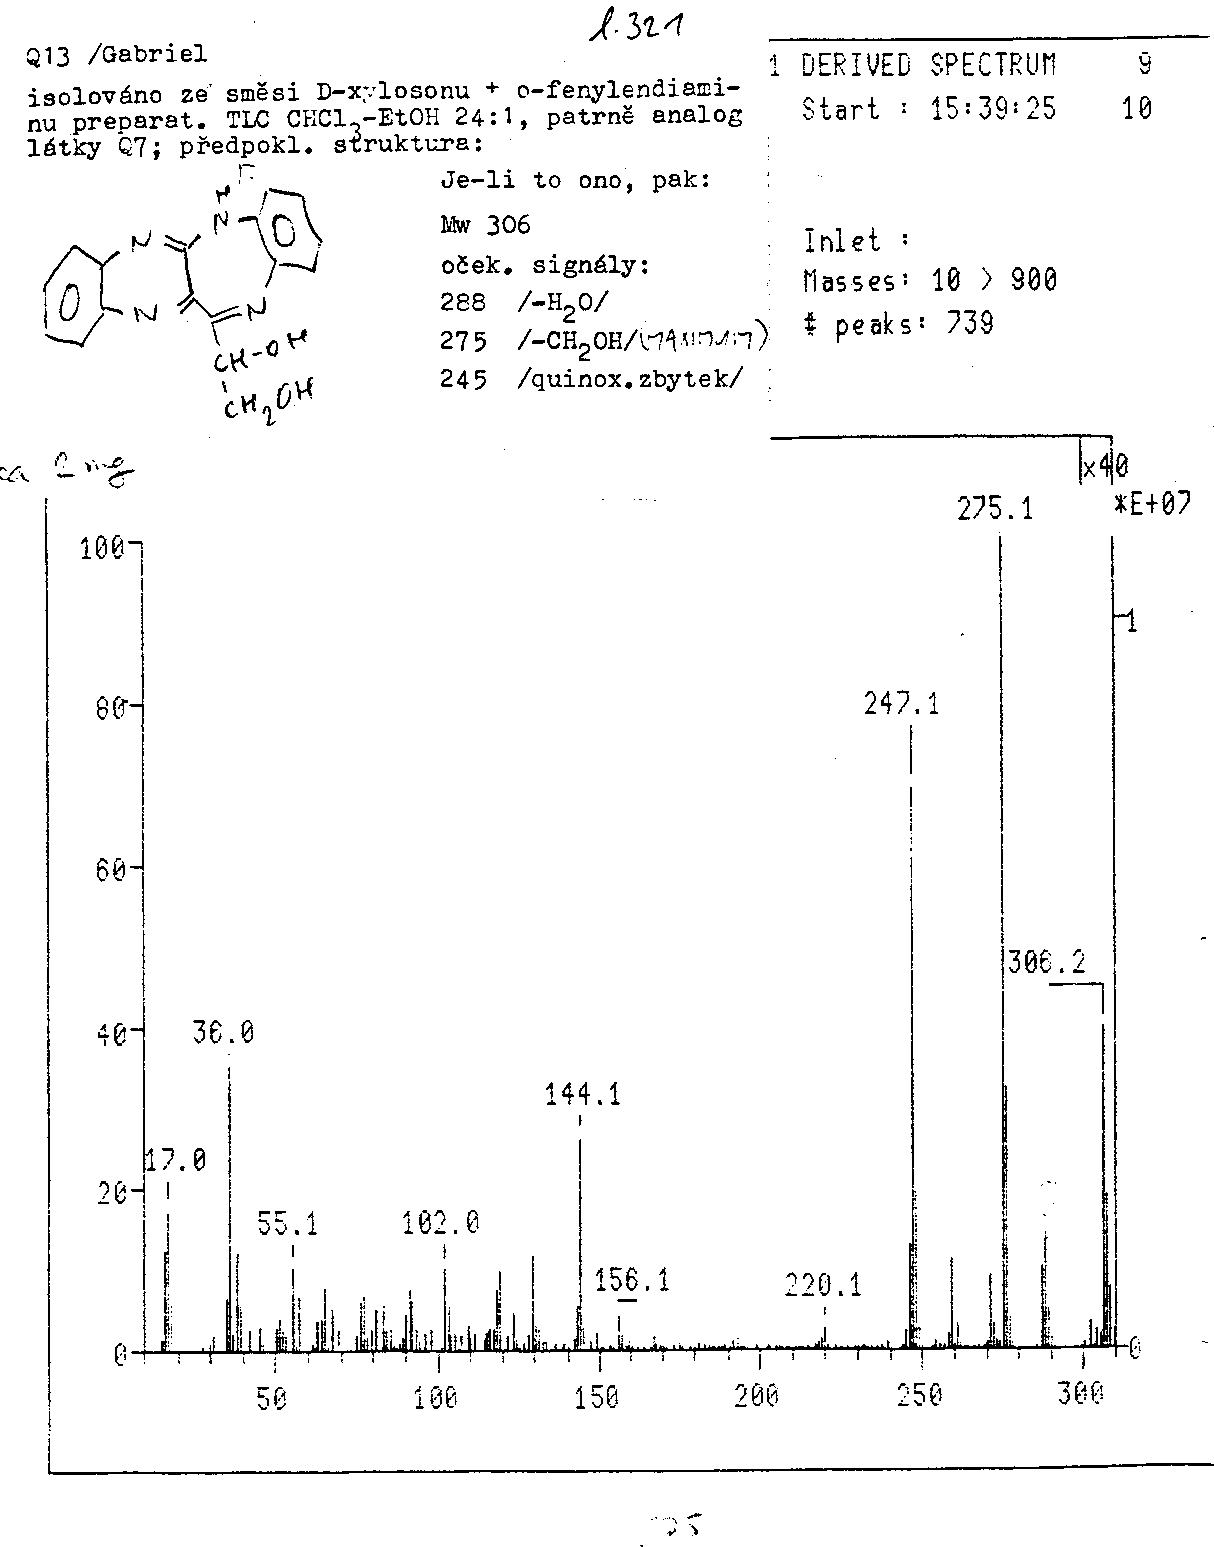 l. 321
Q13 /Gabriel
isolováno ze směsi D-xylosonu + o-fenylendiami-
nu preparat. TLC CHCl3-EtOH 24:1, patrně analog
látky Q7; předpokl. struktura:
1 DERIVED SPECTRUM 9
Start : 15:39:25 10
Inlet :
Masses: 10 > 900
# peaks: 739
Je-li to ono, pak:
Mw 306
oček. signály:
288 /-H2O/
275 /-CH2OH/
245 /quinox.zbytek/
H
N
N
N
N
CH-OH
CH2OH
ca 2 mg
x40
*E+07
275.1
100
1
80
247.1
60
306.2
40
36.0
144.1
17.0
20
55.1
102.0
156.1
220.1
0
0
50
100
150
200
250
300